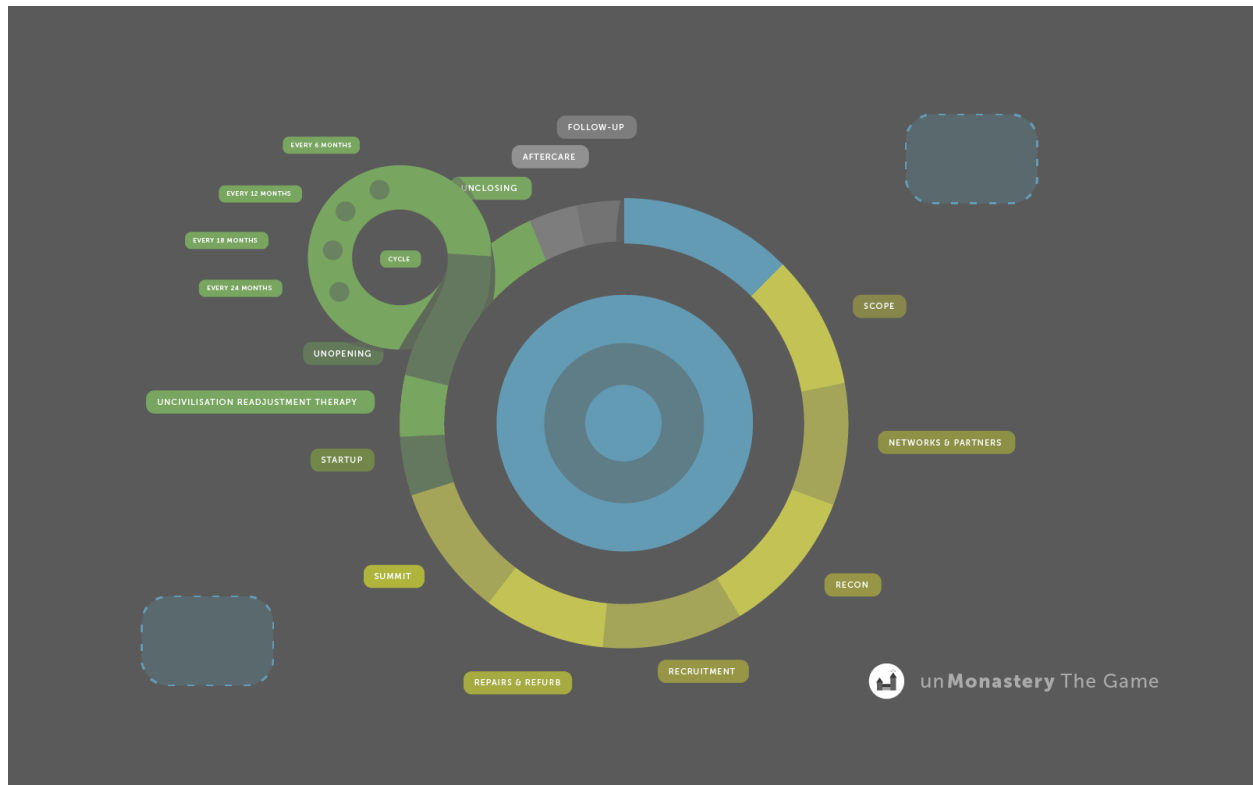 FOLLOW-UP
AFTERCARE
UNCLOSING
EVERY 6 MONTHS
EVERY 12 MONTHS
EVERY 18 MONTHS
EVERY 24 MONTHS
CYCLE
UNOPENING
UNCIVILISATION READJUSTMENT THERAPY
STARTUP
SUMMIT
REPAIRS & REFURB
RECRUITMENT
RECON
NETWORKS & PARTNERS
SCOPE
unMonastery The Game